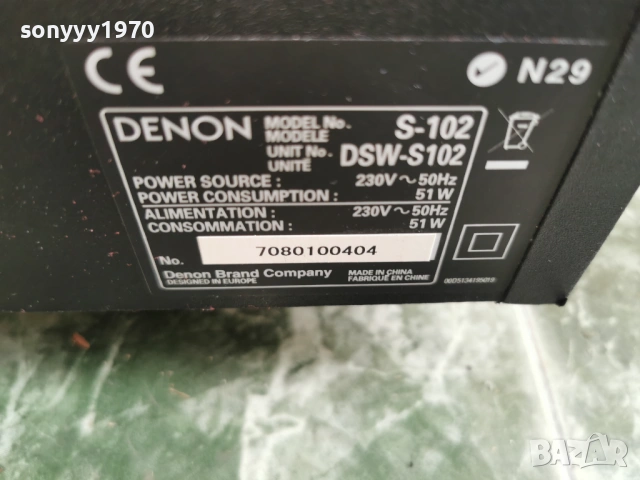 sonyyy1970
CE
N29
DENON MODEL No. S-102
MODELE
UNIT No. DSW-S102
UNITÉ
POWER SOURCE : 230V ~ 50Hz
POWER CONSUMPTION : 51W
ALIMENTATION : 230V ~ 50Hz
CONSOMMATION : 51W
No. 7080100404
Denon Brand Company MADE IN CHINA
DESIGNED IN EUROPE FABRIQUÉ EN CHINE
BAZAR